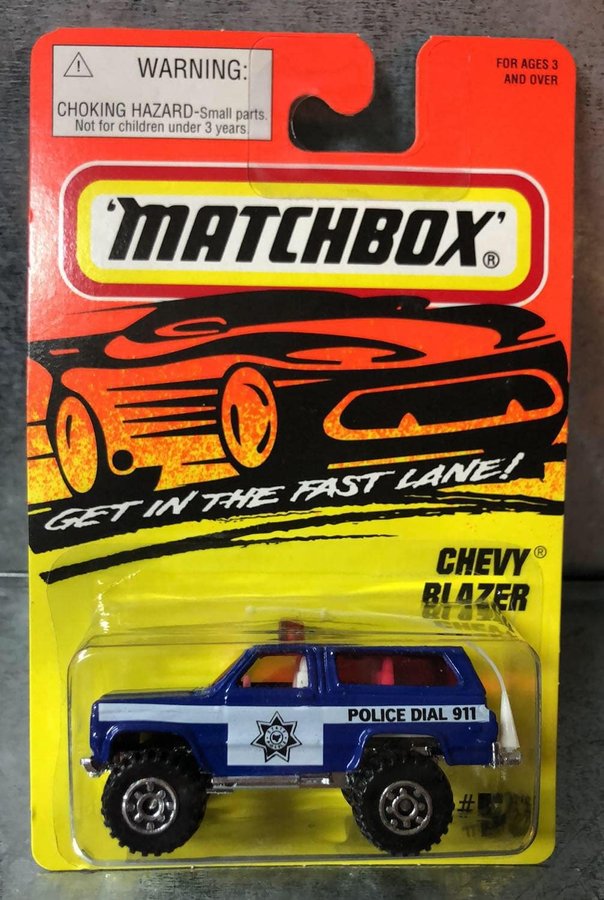 WARNING:
CHOKING HAZARD-Small parts.
Not for children under 3 years.
FOR AGES 3
AND OVER
'MATCHBOX'®
GET IN THE FAST LANE!
CHEVY®
BLAZER
POLICE DIAL 911
#